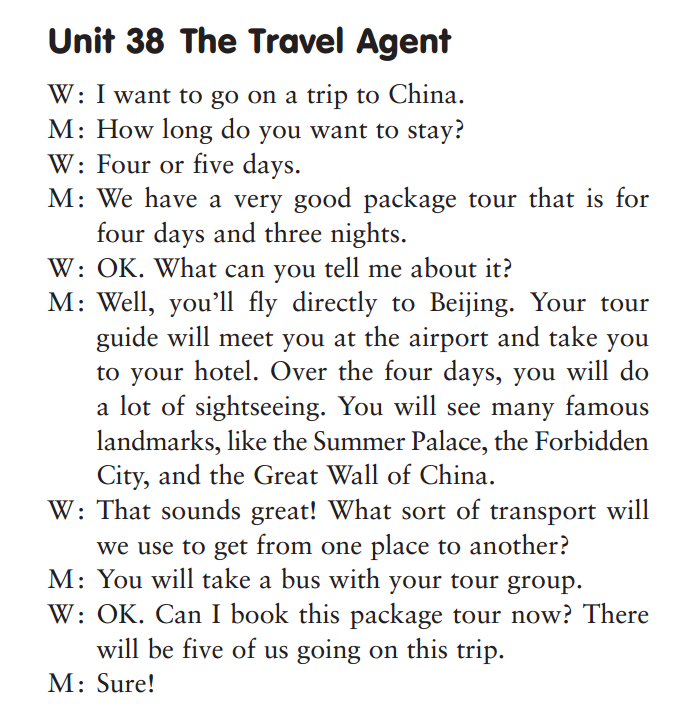 Unit 38 The Travel Agent
W: I want to go on a trip to China.
M: How long do you want to stay?
W: Four or five days.
M: We have a very good package tour that is for
four days and three nights.
W: OK. What can you tell me about it?
M: Well, you'll fly directly to Beijing. Your tour
guide will meet you at the airport and take you
to your hotel. Over the four days, you will do
a lot of sightseeing. You will see many famous
landmarks, like the Summer Palace, the Forbidden
City, and the Great Wall of China.
W: That sounds great! What sort of transport will
we use to get from one place to another?
M: You will take a bus with your tour group.
W: OK. Can I book this package tour now? There
will be five of us going on this trip.
M: Sure!